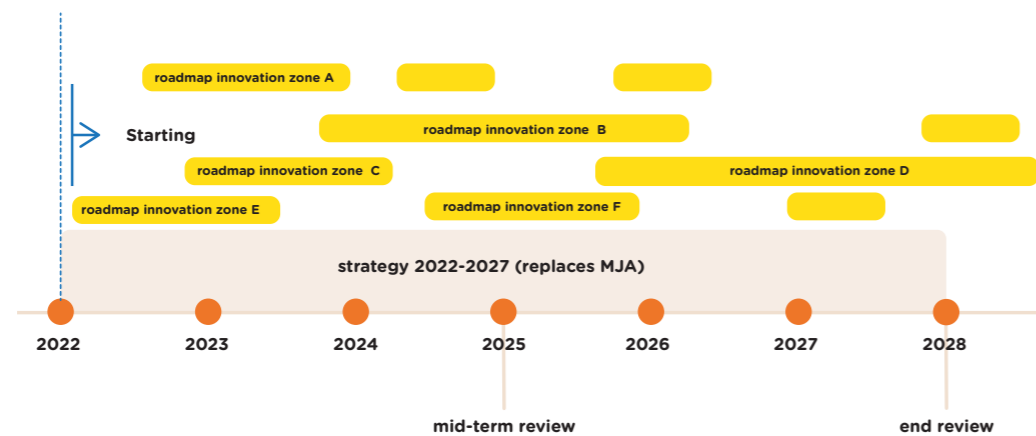 roadmap innovation zone A
Starting
roadmap innovation zone B
roadmap innovation zone C
roadmap innovation zone D
roadmap innovation zone E
roadmap innovation zone F
strategy 2022-2027 (replaces MJA)
2022
2023
2024
2025
2026
2027
2028
mid-term review
end review